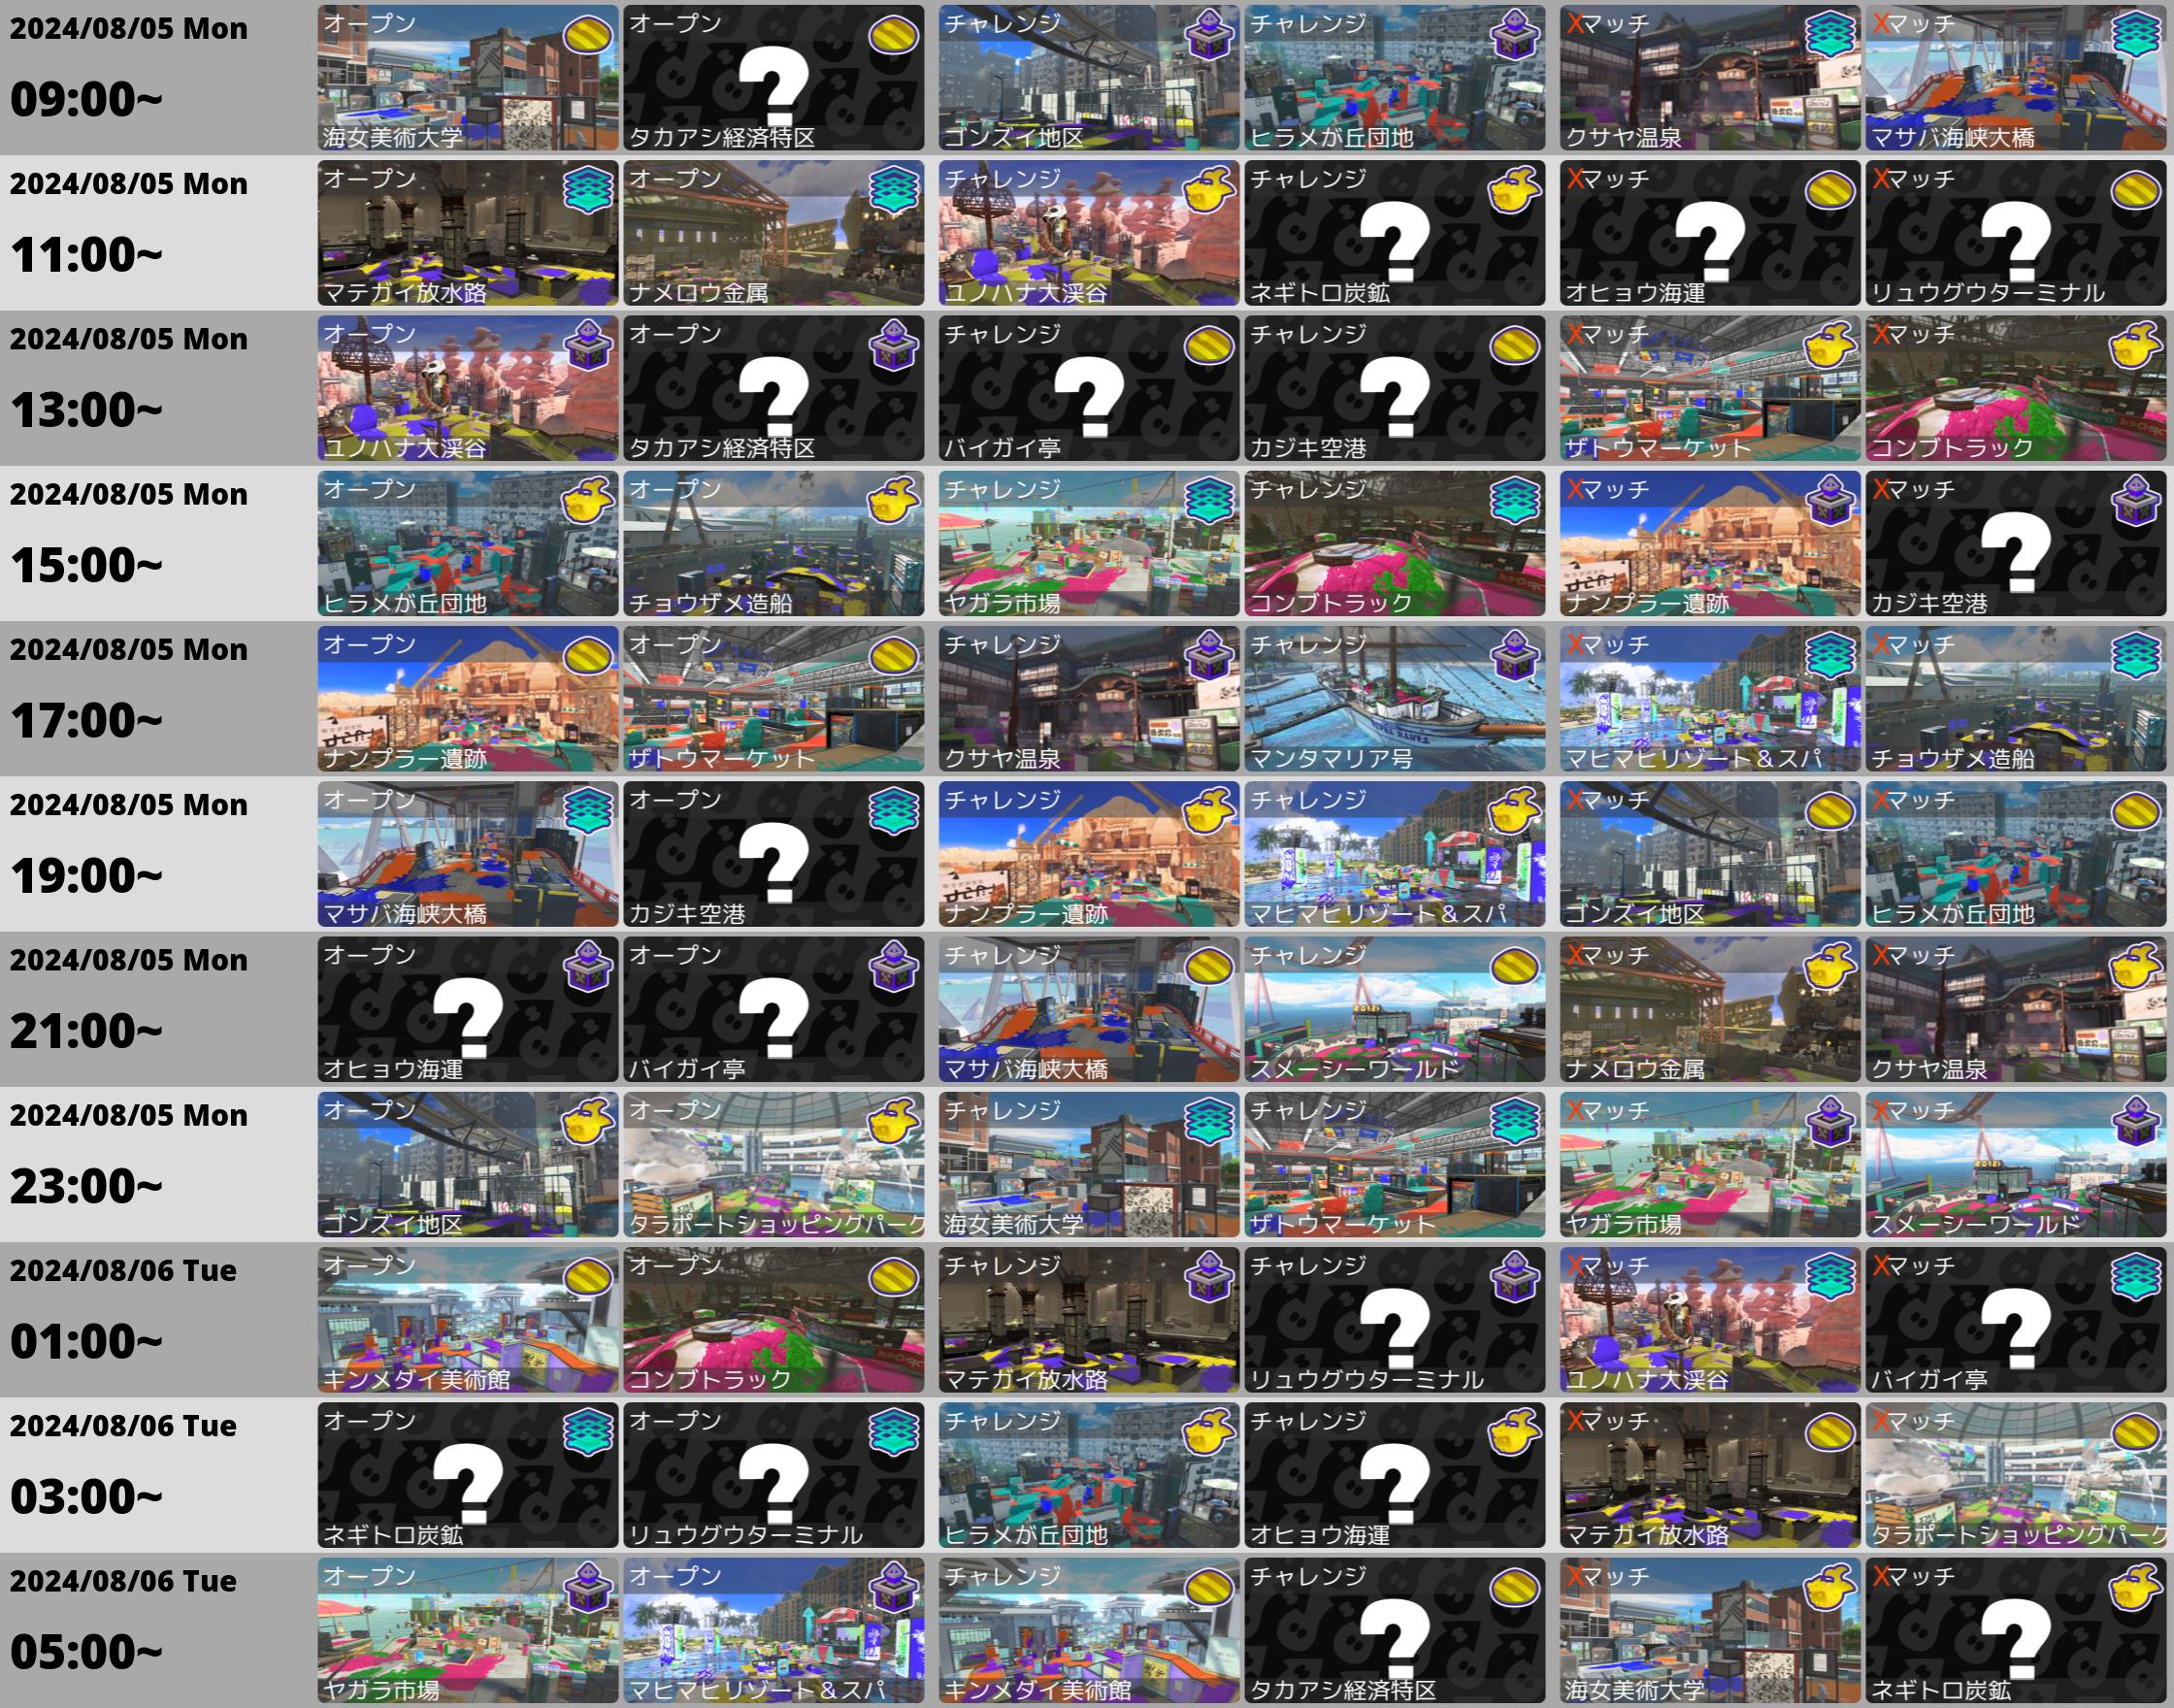 2024/08/05 Mon
09:00~
オープン
海女美術大学
オープン
タカアシ経済特区
チャレンジ
ゴンズイ地区
チャレンジ
ヒラメが丘団地
Xマッチ
クサヤ温泉
Xマッチ
マサバ海峡大橋
2024/08/05 Mon
11:00~
オープン
マテガイ放水路
オープン
ナメロウ金属
チャレンジ
ユノハナ大渓谷
チャレンジ
ネギトロ炭鉱
Xマッチ
オヒョウ海運
Xマッチ
リュウグウターミナル
2024/08/05 Mon
13:00~
オープン
ユノハナ大渓谷
オープン
タカアシ経済特区
チャレンジ
バイガイ亭
チャレンジ
カジキ空港
Xマッチ
ザトウマーケット
Xマッチ
コンブトラック
2024/08/05 Mon
15:00~
オープン
ヒラメが丘団地
オープン
チョウザメ造船
チャレンジ
ヤガラ市場
チャレンジ
コンブトラック
Xマッチ
ナンプラー遺跡
Xマッチ
カジキ空港
2024/08/05 Mon
17:00~
オープン
ナンプラー遺跡
オープン
ザトウマーケット
チャレンジ
クサヤ温泉
チャレンジ
マンタマリア号
Xマッチ
マヒマヒリゾート&スパ
Xマッチ
チョウザメ造船
2024/08/05 Mon
19:00~
オープン
マサバ海峡大橋
オープン
カジキ空港
チャレンジ
ナンプラー遺跡
チャレンジ
マヒマヒリゾート&スパ
Xマッチ
ゴンズイ地区
Xマッチ
ヒラメが丘団地
2024/08/05 Mon
21:00~
オープン
オヒョウ海運
オープン
バイガイ亭
チャレンジ
マサバ海峡大橋
チャレンジ
スメーシーワールド
Xマッチ
ナメロウ金属
Xマッチ
クサヤ温泉
2024/08/05 Mon
23:00~
オープン
ゴンズイ地区
オープン
タラポートショッピングパーク
チャレンジ
海女美術大学
チャレンジ
ザトウマーケット
Xマッチ
ヤガラ市場
Xマッチ
スメーシーワールド
2024/08/06 Tue
01:00~
オープン
キンメダイ美術館
オープン
コンブトラック
チャレンジ
マテガイ放水路
チャレンジ
リュウグウターミナル
Xマッチ
ユノハナ大渓谷
Xマッチ
バイガイ亭
2024/08/06 Tue
03:00~
オープン
ネギトロ炭鉱
オープン
リュウグウターミナル
チャレンジ
ヒラメが丘団地
チャレンジ
オヒョウ海運
Xマッチ
マテガイ放水路
Xマッチ
タラポートショッピングパーク
2024/08/06 Tue
05:00~
オープン
ヤガラ市場
オープン
マヒマヒリゾート&スパ
チャレンジ
キンメダイ美術館
チャレンジ
タカアシ経済特区
Xマッチ
海女美術大学
Xマッチ
ネギトロ炭鉱